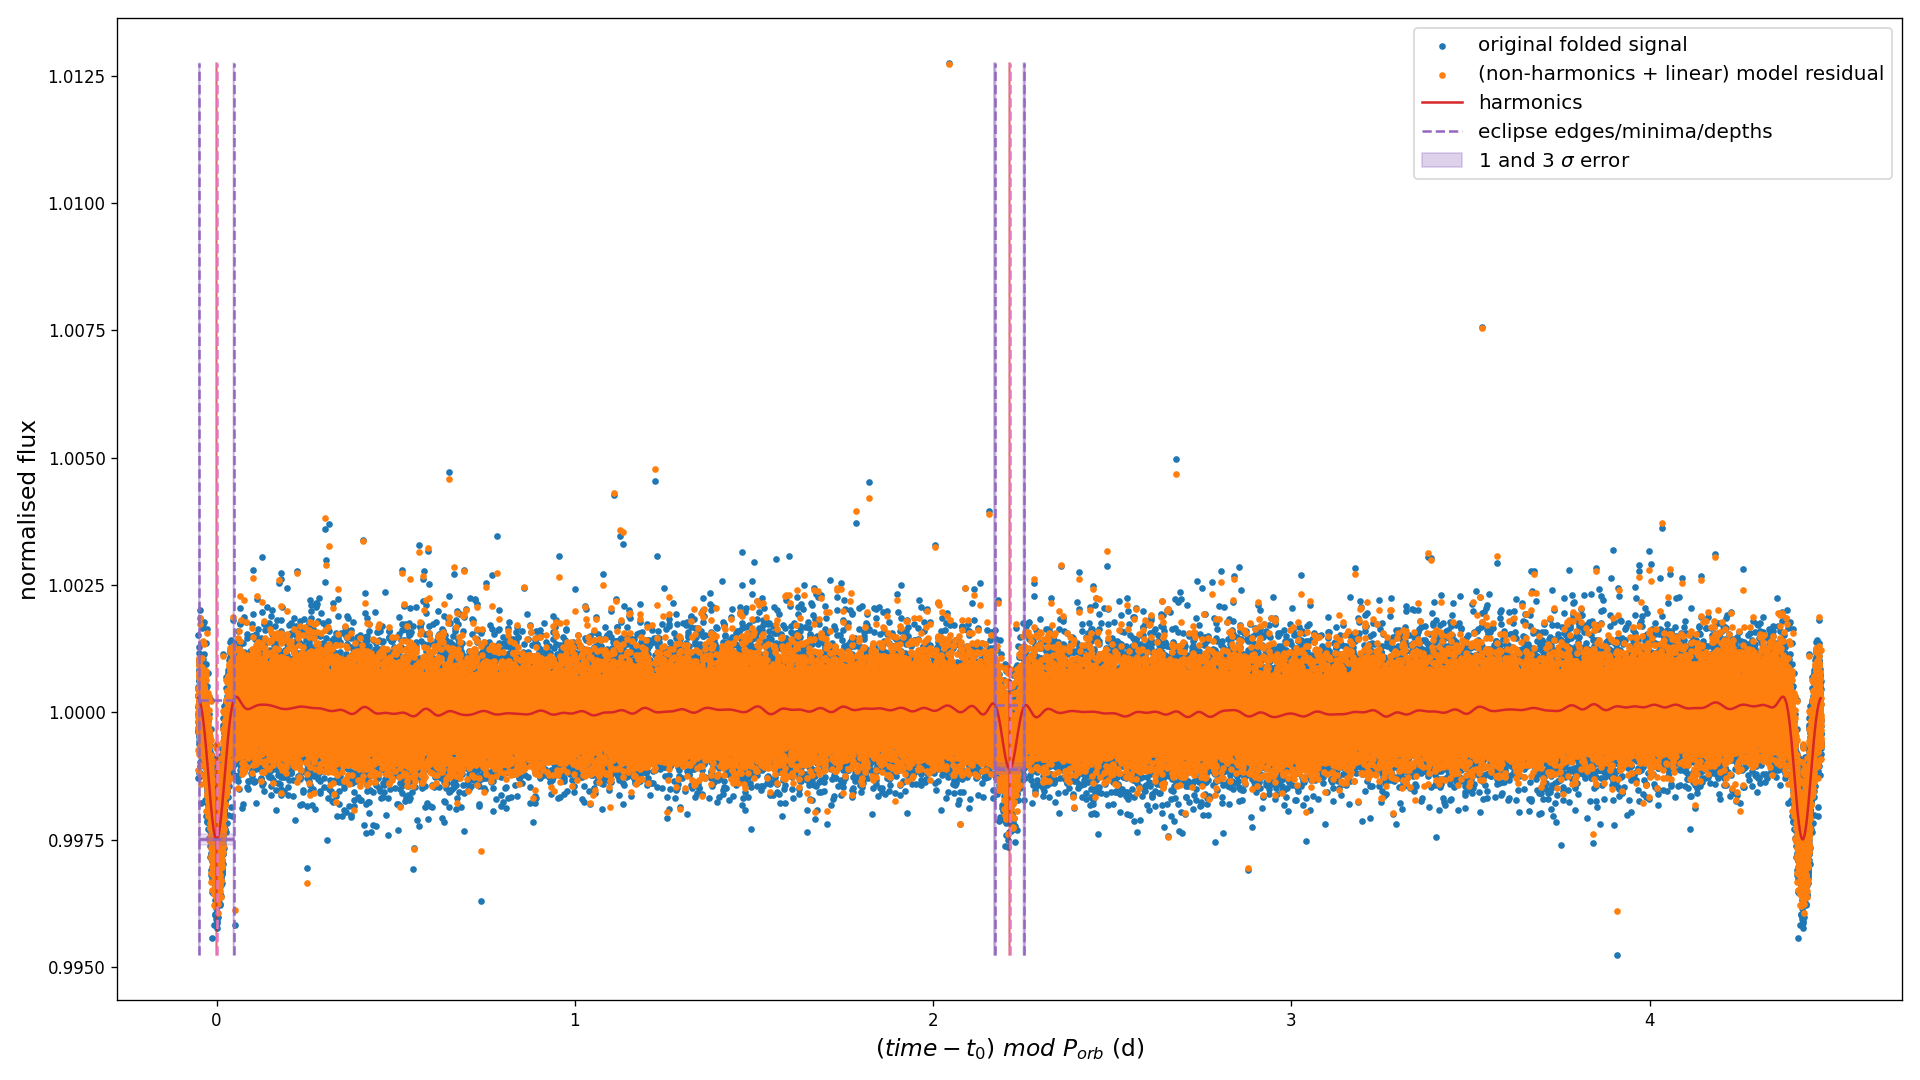 original folded signal
(non-harmonics + linear) model residual
harmonics
eclipse edges/minima/depths
1 and 3 σ error
normalised flux
1.0125
1.0100
1.0075
1.0050
1.0025
1.0000
0.9975
0.9950
0 1 2 3 4
(time − t₀) mod Pₒᵣb (d)